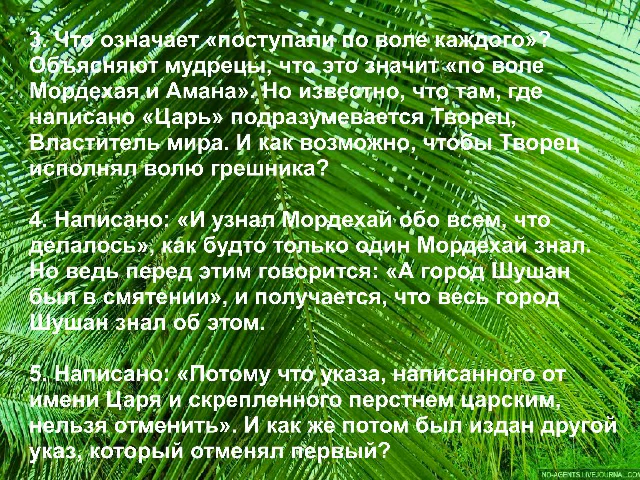 3. Что означает «поступали по воле каждого»?
Объясняют мудрецы, что это значит «по воле
Мордехая и Амана». Но известно, что там, где
написано «Царь» подразумевается Творец,
Властитель мира. И как возможно, чтобы Творец
исполнял волю грешника?
4. Написано: «И узнал Мордехай обо всем, что
делалось», как будто только один Мордехай знал.
Но ведь перед этим говорится: «А город Шушан
был в смятении», и получается, что весь город
Шушан знал об этом.
5. Написано: «Потому что указа, написанного от
имени Царя и скрепленного перстнем царским,
нельзя отменить». И как же потом был издан другой
указ, который отменял первый?
NO-AGENTS.LIVEJOURNAL.COM